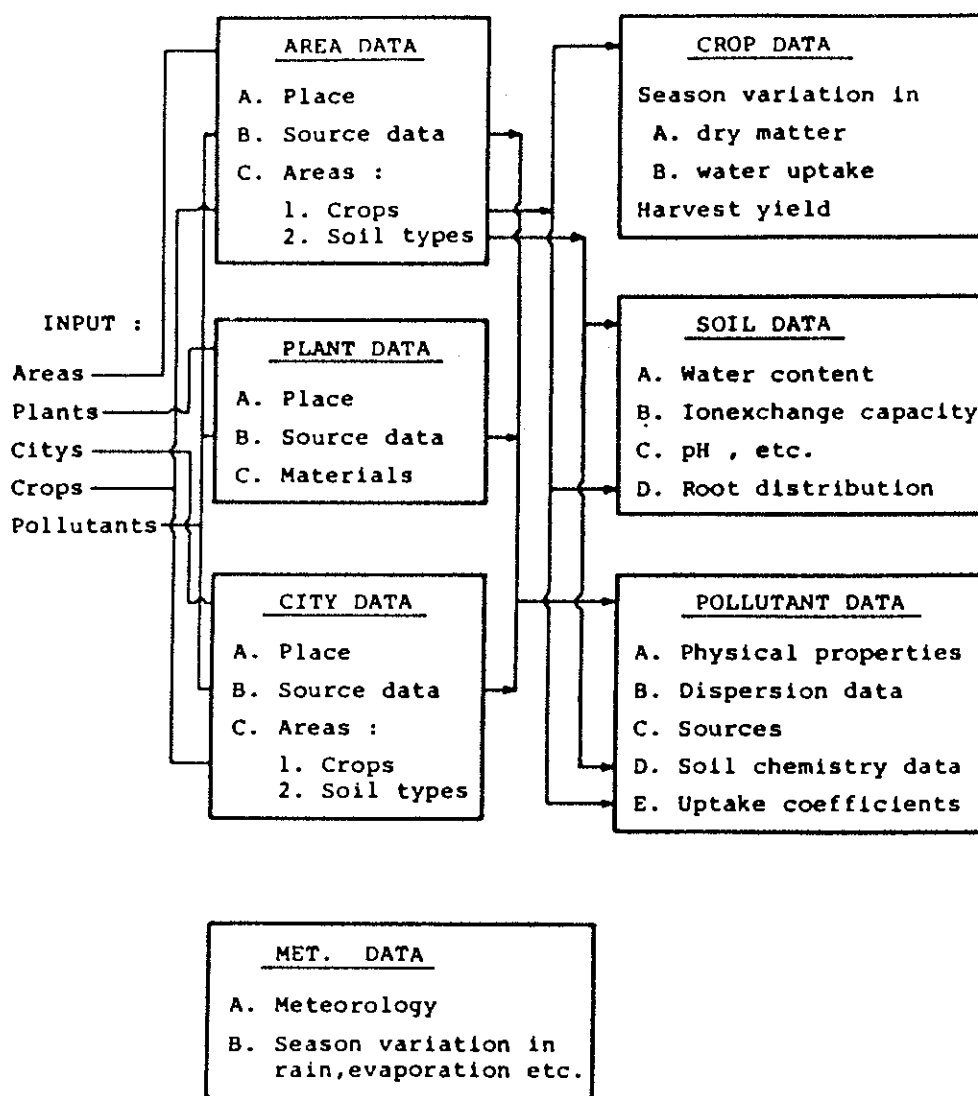 INPUT :
Areas
Plants
Citys
Crops
Pollutants
AREA DATA
A. Place
B. Source data
C. Areas :
1. Crops
2. Soil types
PLANT DATA
A. Place
B. Source data
C. Materials
CITY DATA
A. Place
B. Source data
C. Areas :
1. Crops
2. Soil types
MET. DATA
A. Meteorology
B. Season variation in
rain,evaporation etc.
CROP DATA
Season variation in
A. dry matter
B. water uptake
Harvest yield
SOIL DATA
A. Water content
B. Ionexchange capacity
C. pH , etc.
D. Root distribution
POLLUTANT DATA
A. Physical properties
B. Dispersion data
C. Sources
D. Soil chemistry data
E. Uptake coefficients